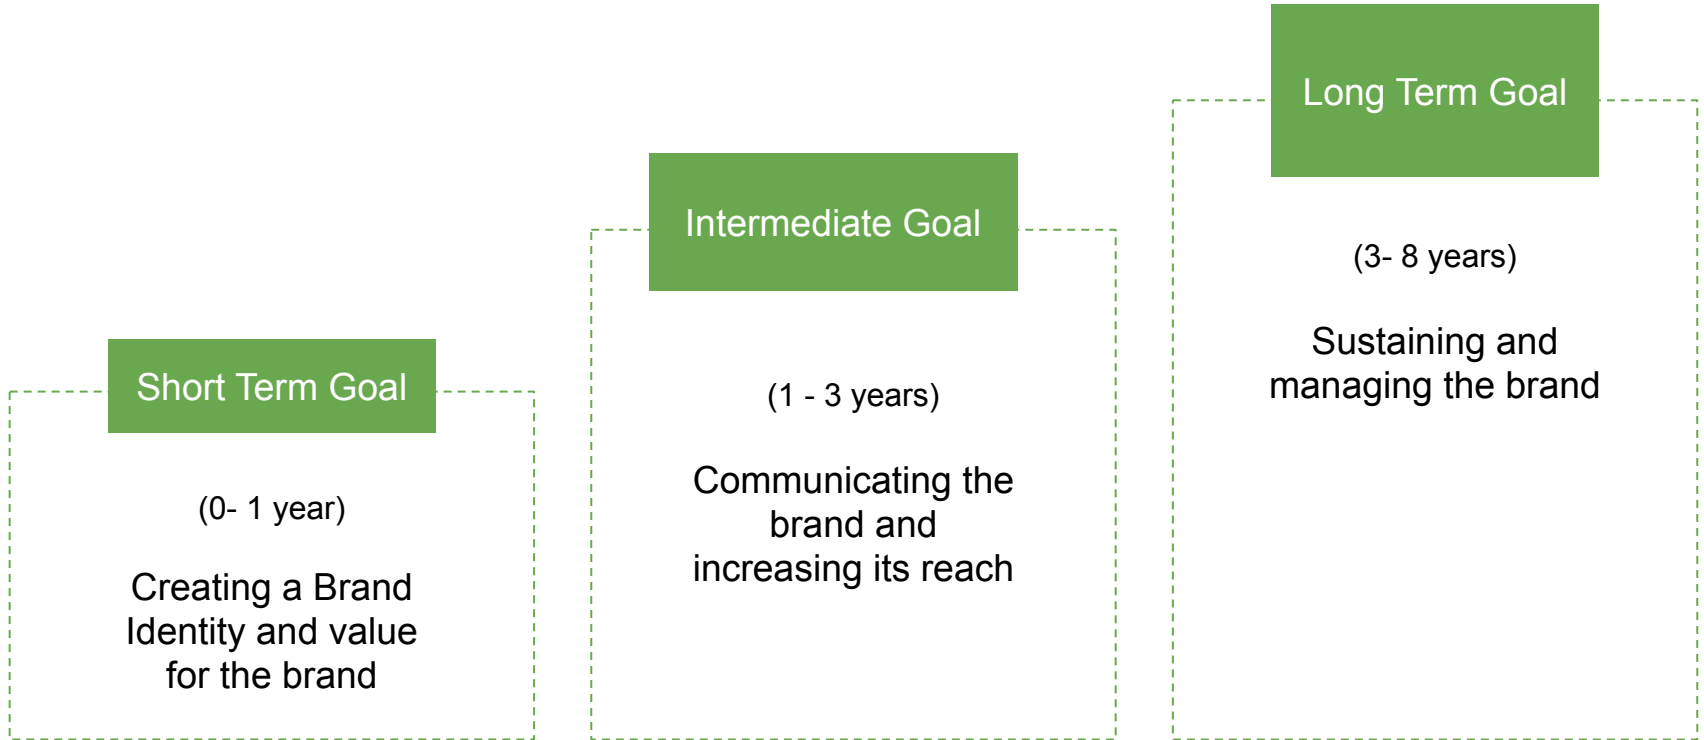 Short Term Goal
(0- 1 year)
Creating a Brand
Identity and value
for the brand
Intermediate Goal
(1 - 3 years)
Communicating the
brand and
increasing its reach
Long Term Goal
(3- 8 years)
Sustaining and
managing the brand